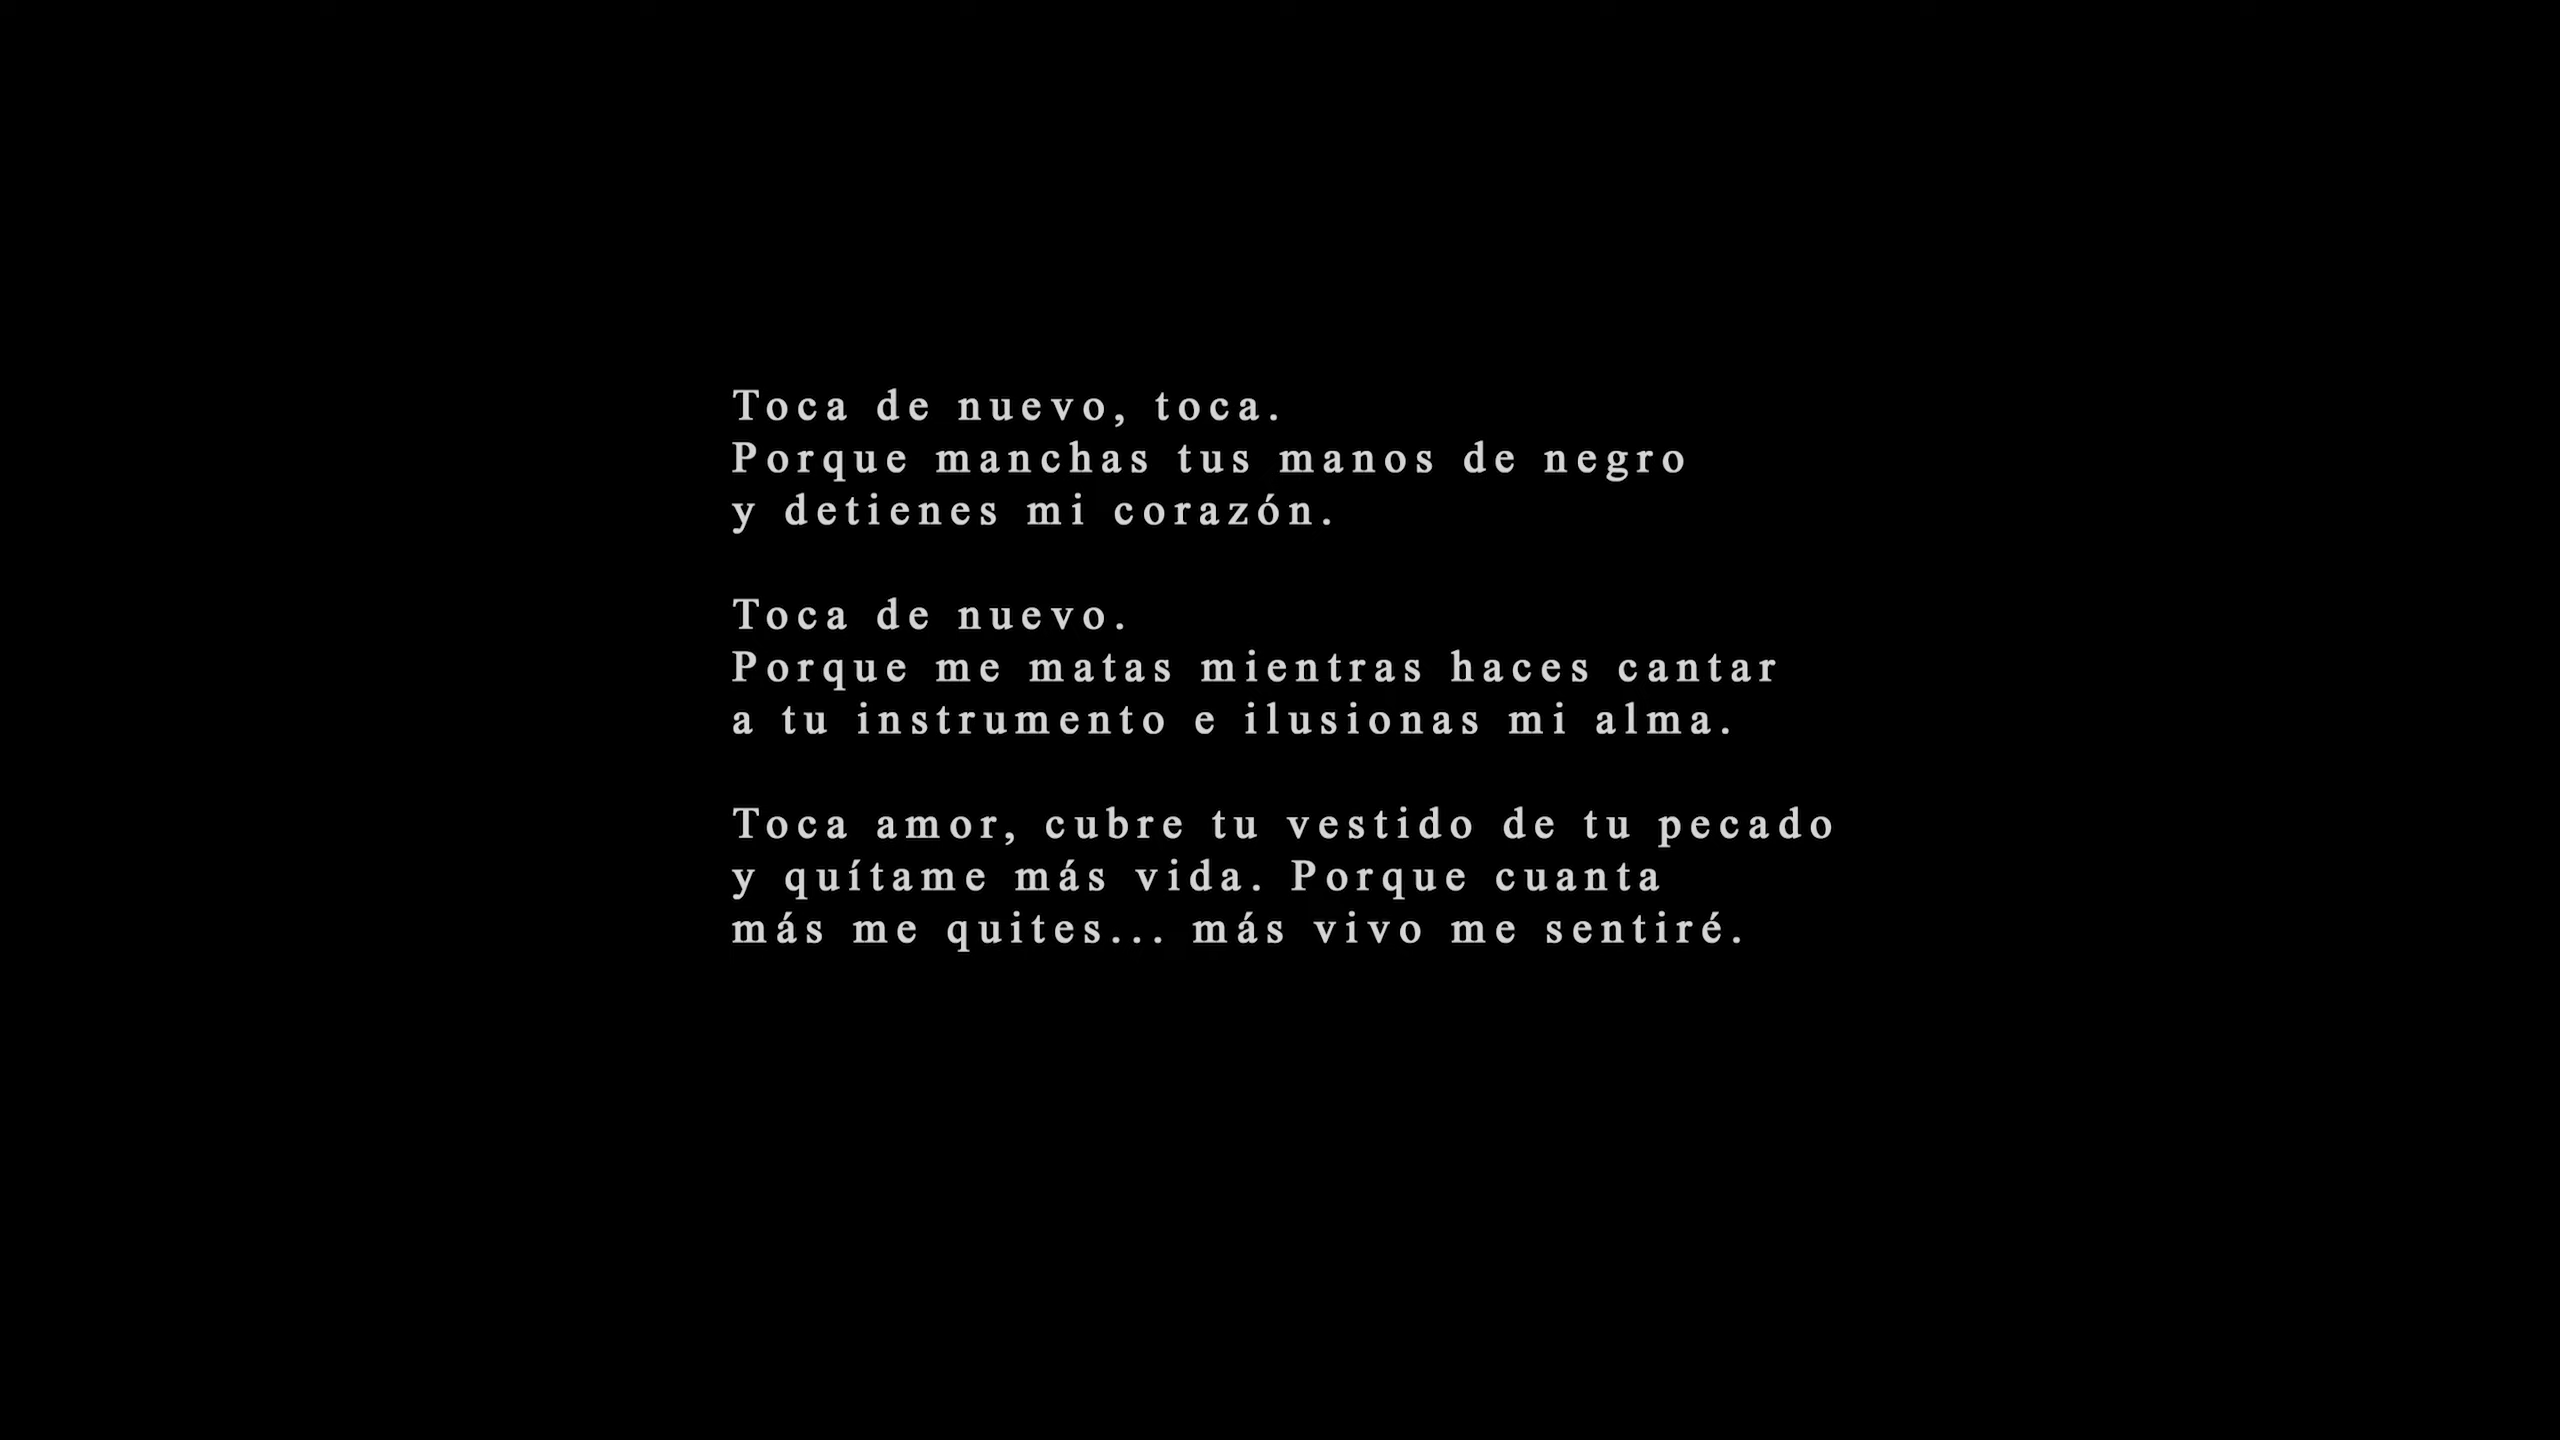 Toca de nuevo, toca.
Porque manchas tus manos de negro
y detienes mi corazón.
Toca de nuevo.
Porque me matas mientras haces cantar
a tu instrumento e ilusionas mi alma.
Toca amor, cubre tu vestido de tu pecado
y quítame más vida. Porque cuanta
más me quites... más vivo me sentiré.